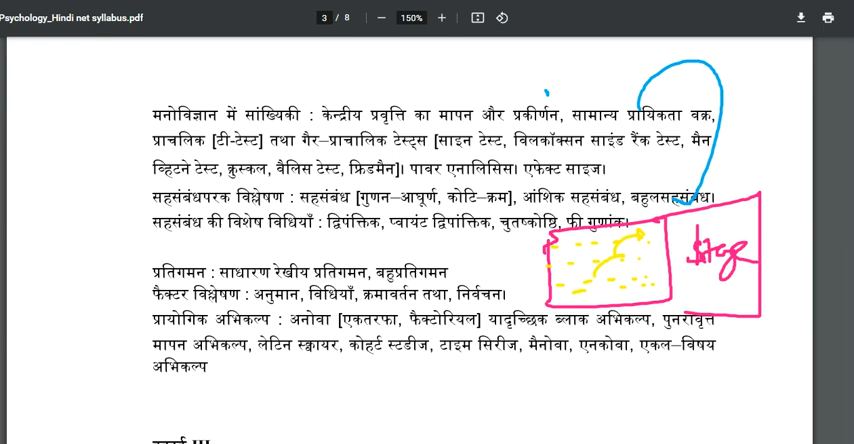 Psychology_Hindi net syllabus.pdf
3 / 8
150%
मनोविज्ञान में सांख्यिकी : केन्द्रीय प्रवृत्ति का मापन और प्रकीर्णन, सामान्य प्रायिकता वक्र,
प्राचलिक [टी-टेस्ट] तथा गैर–प्राचालिक टेस्ट्स [साइन टेस्ट, विलकॉक्सन साइंड रैंक टेस्ट, मैन
व्हिटने टेस्ट, क्रुस्कल, वैलिस टेस्ट, फ्रिडमैन]। पावर एनालिसिस। एफेक्ट साइज।
सहसंबंधपरक विश्लेषण : सहसंबंध [गुणन–आघूर्ण, कोटि–क्रम], आंशिक सहसंबंध, बहुलसहसंबंध।
सहसंबंध की विशेष विधियाँ : द्विपंक्तिक, प्वायंट द्विपांक्तिक, चुतष्कोष्ठि, फी गुणांक।
Stage
प्रतिगमन : साधारण रेखीय प्रतिगमन, बहुप्रतिगमन
फैक्टर विश्लेषण : अनुमान, विधियाँ, क्रमावर्तन तथा, निर्वचन।
प्रायोगिक अभिकल्प : अनोवा [एकतरफा, फैक्टोरियल] यादृच्छिक ब्लाक अभिकल्प, पुनरावृत्त
मापन अभिकल्प, लेटिन स्क्वायर, कोहर्ट स्टडीज, टाइम सिरीज, मैनोवा, एनकोवा, एकल–विषय
अभिकल्प